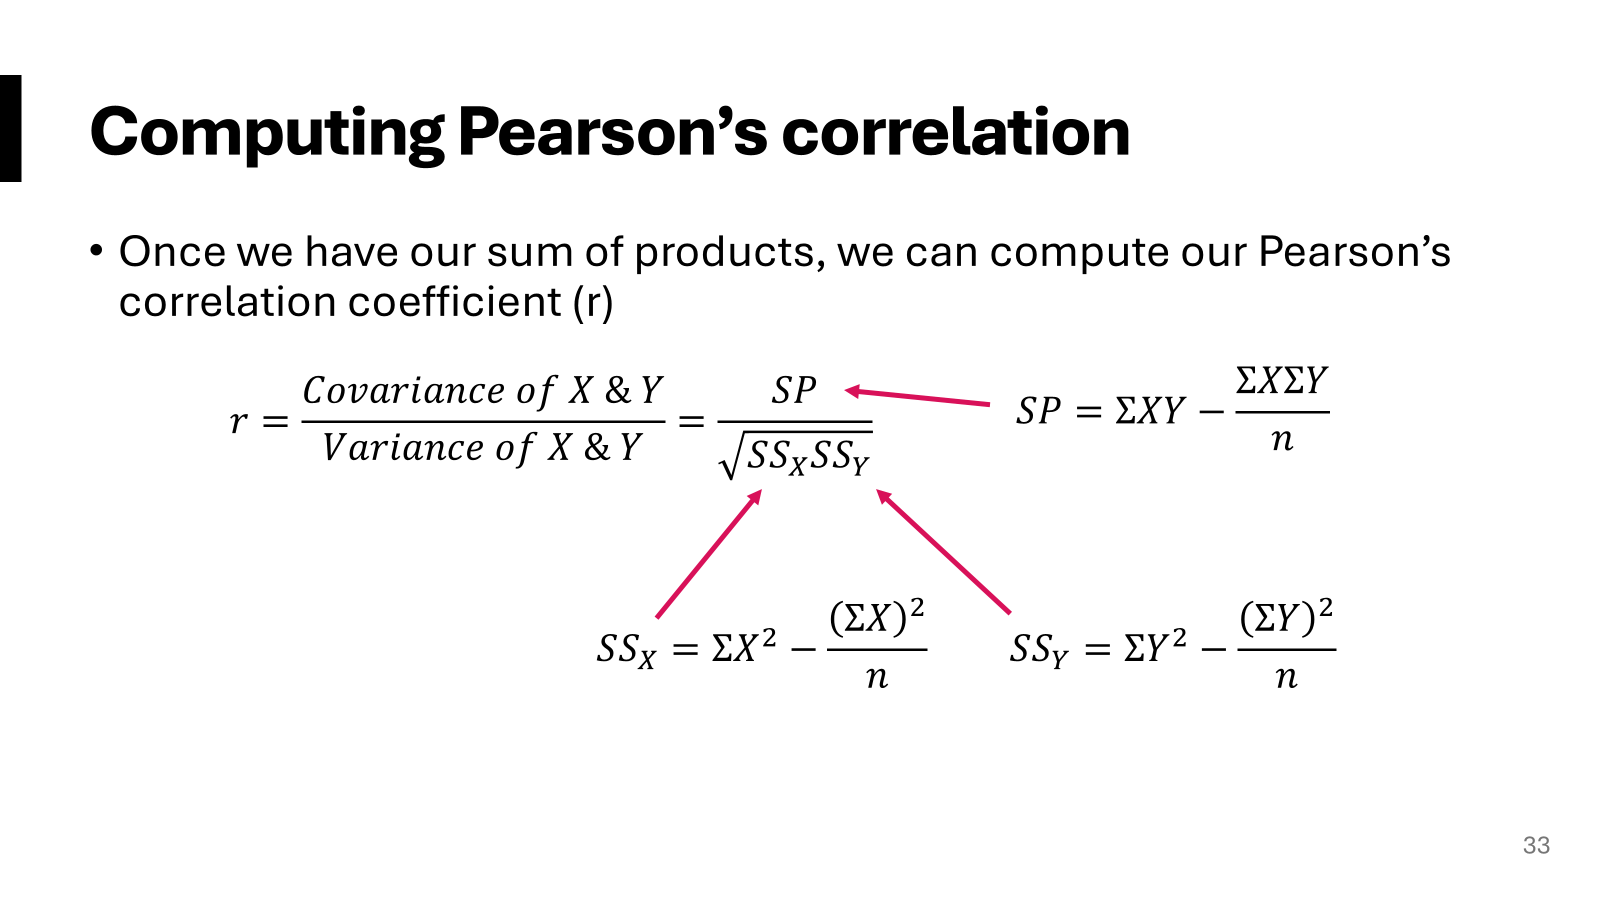 Computing Pearson’s correlation
• Once we have our sum of products, we can compute our Pearson’s
correlation coefficient (r)
r = Covariance of X & Y / Variance of X & Y = SP / √SS_X SS_Y
SP = ΣXY − ΣXΣY / n
SS_X = ΣX² − (ΣX)² / n
SS_Y = ΣY² − (ΣY)² / n
33